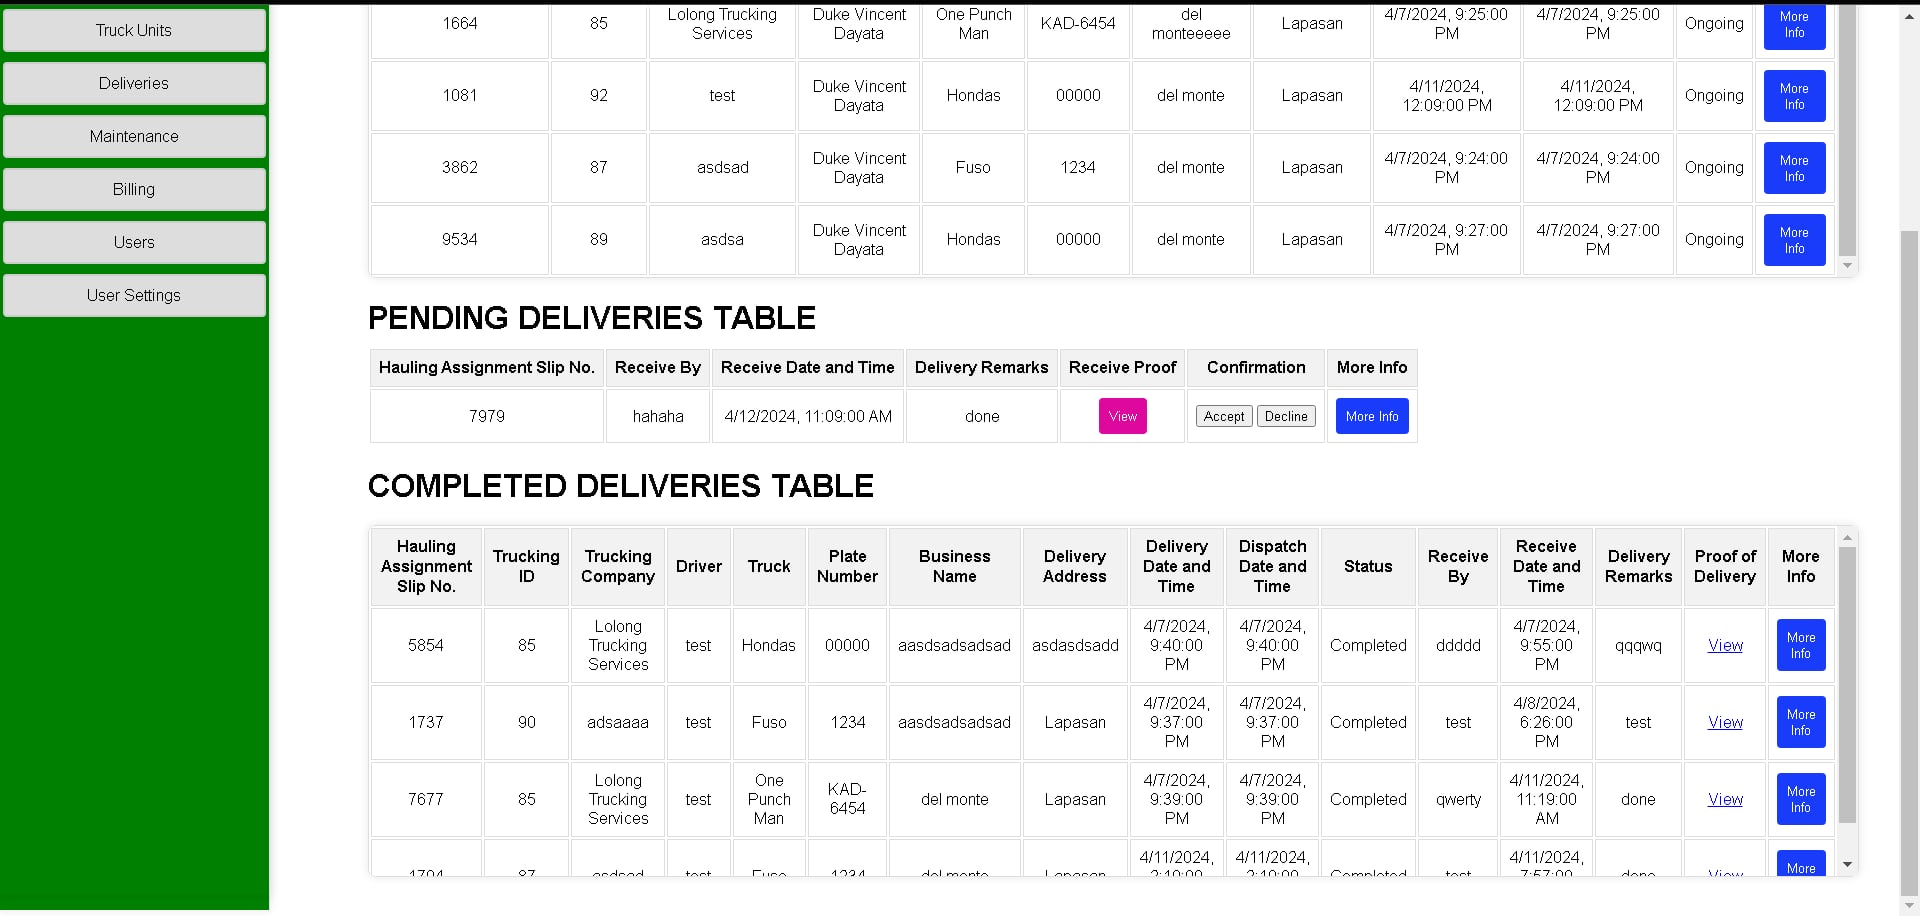 Truck Units
Deliveries
Maintenance
Billing
Users
User Settings
1664 85 Lolong Trucking Services Duke Vincent Dayata One Punch Man KAD-6454 del monteeeee Lapasan 4/7/2024, 9:25:00 PM 4/7/2024, 9:25:00 PM Ongoing More Info
1081 92 test Duke Vincent Dayata Hondas 00000 del monte Lapasan 4/11/2024, 12:09:00 PM 4/11/2024, 12:09:00 PM Ongoing More Info
3862 87 asdsad Duke Vincent Dayata Fuso 1234 del monte Lapasan 4/7/2024, 9:24:00 PM 4/7/2024, 9:24:00 PM Ongoing More Info
9534 89 asdsa Duke Vincent Dayata Hondas 00000 del monte Lapasan 4/7/2024, 9:27:00 PM 4/7/2024, 9:27:00 PM Ongoing More Info
PENDING DELIVERIES TABLE
Hauling Assignment Slip No. Receive By Receive Date and Time Delivery Remarks Receive Proof Confirmation More Info
7979 hahaha 4/12/2024, 11:09:00 AM done View Accept Decline More Info
COMPLETED DELIVERIES TABLE
Hauling Assignment Slip No. Trucking ID Trucking Company Driver Truck Plate Number Business Name Delivery Address Delivery Date and Time Dispatch Date and Time Status Receive By Receive Date and Time Delivery Remarks Proof of Delivery More Info
5854 85 Lolong Trucking Services test Hondas 00000 aasdsadsadsad asdasdsadd 4/7/2024, 9:40:00 PM 4/7/2024, 9:40:00 PM Completed ddddd 4/7/2024, 9:55:00 PM qqqwq View More Info
1737 90 adsaaaa test Fuso 1234 aasdsadsadsad Lapasan 4/7/2024, 9:37:00 PM 4/7/2024, 9:37:00 PM Completed test 4/8/2024, 6:26:00 PM test View More Info
7677 85 Lolong Trucking Services test One Punch Man KAD-6454 del monte Lapasan 4/7/2024, 9:39:00 PM 4/7/2024, 9:39:00 PM Completed qwerty 4/11/2024, 11:19:00 AM done View More Info
87 asdsad test Fuso 1234 del monte Lapasan 4/11/2024, 4/11/2024, Completed test 4/11/2024, done View More